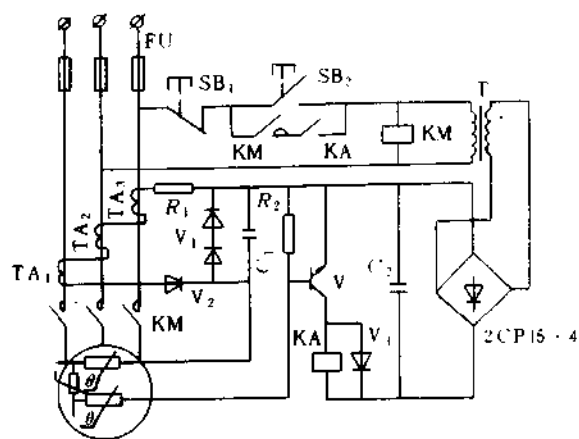 FU
SB₁
SB₂
T
KM
KA
KM
TA₃
TA₂
TA₁
R₁
R₂
V₁
C₁
V₂
V
C₂
KM
KA
V₄
2CP15×4
θ
θ